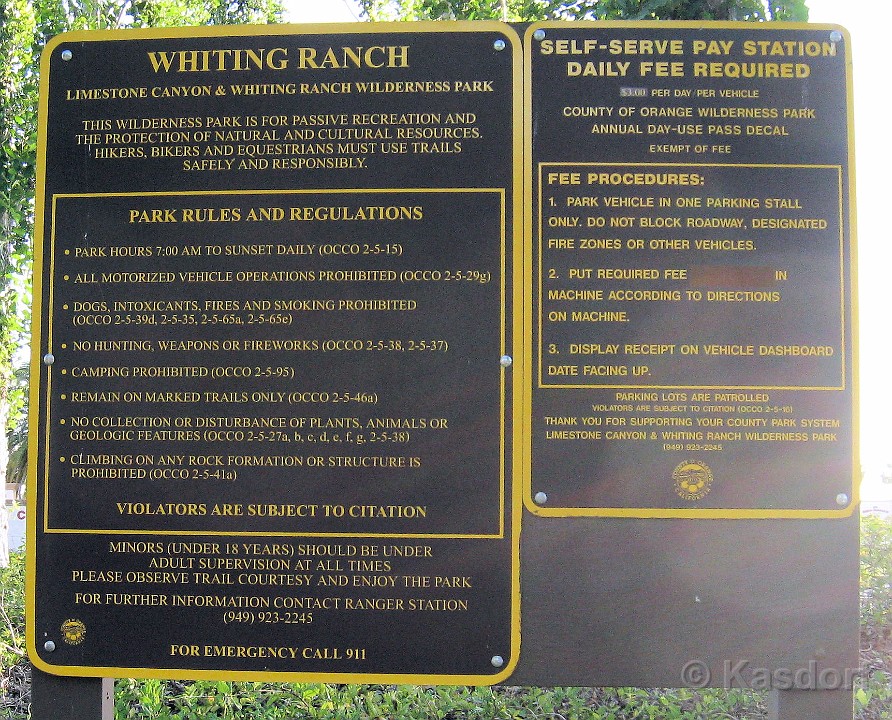 WHITING RANCH
LIMESTONE CANYON & WHITING RANCH WILDERNESS PARK
THIS WILDERNESS PARK IS FOR PASSIVE RECREATION AND
THE PROTECTION OF NATURAL AND CULTURAL RESOURCES.
HIKERS, BIKERS AND EQUESTRIANS MUST USE TRAILS
SAFELY AND RESPONSIBLY.
PARK RULES AND REGULATIONS
• PARK HOURS 7:00 AM TO SUNSET DAILY (OCCO 2-5-15)
• ALL MOTORIZED VEHICLE OPERATIONS PROHIBITED (OCCO 2-5-29g)
• DOGS, INTOXICANTS, FIRES AND SMOKING PROHIBITED
(OCCO 2-5-39d, 2-5-35, 2-5-65a, 2-5-65e)
• NO HUNTING, WEAPONS OR FIREWORKS (OCCO 2-5-38, 2-5-37)
• CAMPING PROHIBITED (OCCO 2-5-95)
• REMAIN ON MARKED TRAILS ONLY (OCCO 2-5-46a)
• NO COLLECTION OR DISTURBANCE OF PLANTS, ANIMALS OR
GEOLOGIC FEATURES (OCCO 2-5-27a, b, c, d, e, f, g, 2-5-38)
• CLIMBING ON ANY ROCK FORMATION OR STRUCTURE IS
PROHIBITED (OCCO 2-5-41a)
VIOLATORS ARE SUBJECT TO CITATION
MINORS (UNDER 18 YEARS) SHOULD BE UNDER
ADULT SUPERVISION AT ALL TIMES
PLEASE OBSERVE TRAIL COURTESY AND ENJOY THE PARK
FOR FURTHER INFORMATION CONTACT RANGER STATION
(949) 923-2245
FOR EMERGENCY CALL 911
SELF-SERVE PAY STATION
DAILY FEE REQUIRED
$3.00 PER DAY/PER VEHICLE
COUNTY OF ORANGE WILDERNESS PARK
ANNUAL DAY-USE PASS DECAL
EXEMPT OF FEE
FEE PROCEDURES:
1. PARK VEHICLE IN ONE PARKING STALL
ONLY. DO NOT BLOCK ROADWAY, DESIGNATED
FIRE ZONES OR OTHER VEHICLES.
2. PUT REQUIRED FEE IN
MACHINE ACCORDING TO DIRECTIONS
ON MACHINE.
3. DISPLAY RECEIPT ON VEHICLE DASHBOARD
DATE FACING UP.
PARKING LOTS ARE PATROLLED
VIOLATORS ARE SUBJECT TO CITATION (OCCO 2-5-16)
THANK YOU FOR SUPPORTING YOUR COUNTY PARK SYSTEM
LIMESTONE CANYON & WHITING RANCH WILDERNESS PARK
(949) 923-2245
© Kasdorf